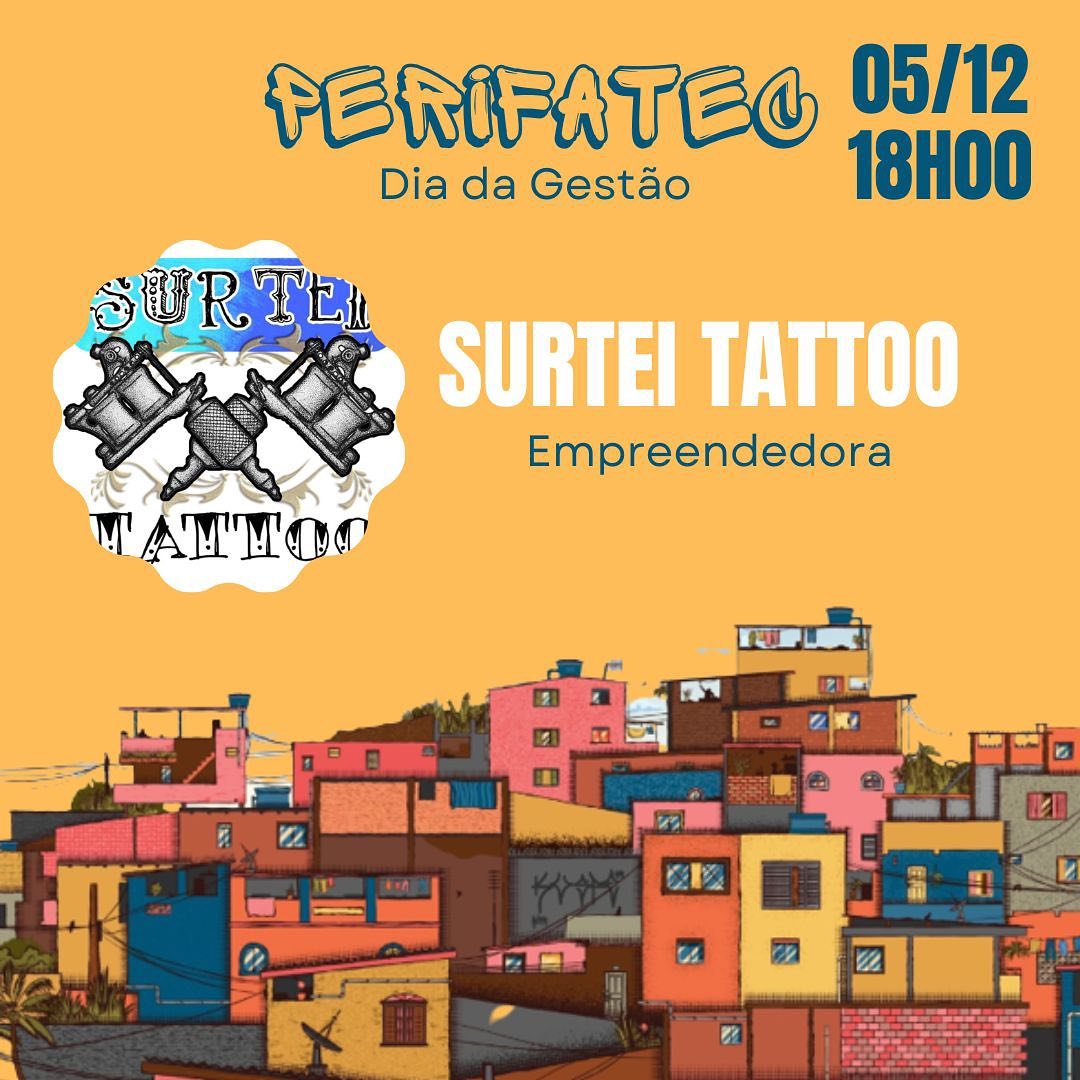 PERIFATEC
Dia da Gestão
05/12
18H00
SURTEI
TATTOO
SURTEI TATTOO
Empreendedora